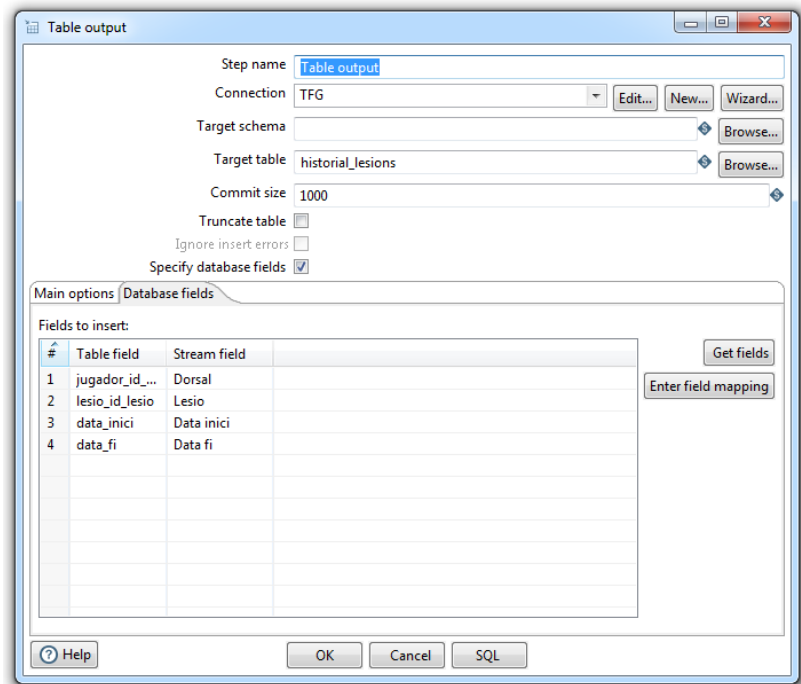 Table output
Step name Table output
Connection TFG Edit... New... Wizard...
Target schema Browse...
Target table historial_lesions Browse...
Commit size 1000
Truncate table
Ignore insert errors
Specify database fields
Main options Database fields
Fields to insert:
# Table field Stream field Get fields
1 jugador_id_... Dorsal Enter field mapping
2 lesio_id_lesio Lesio
3 data_inici Data inici
4 data_fi Data fi
? Help OK Cancel SQL